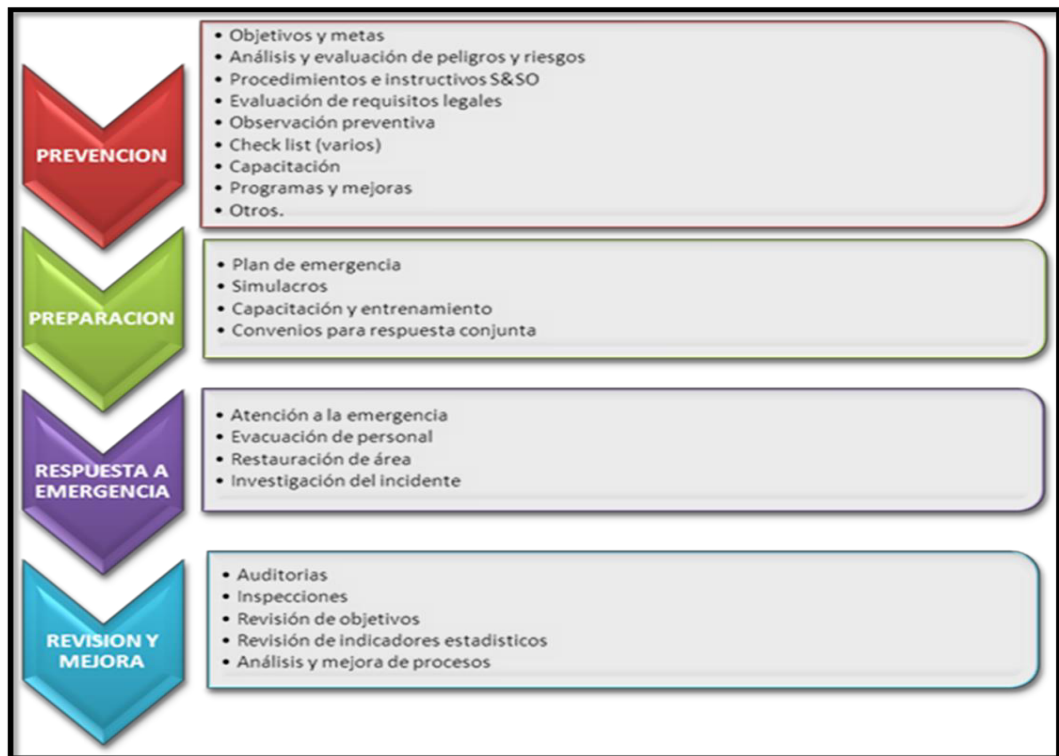 PREVENCION
• Objetivos y metas
• Análisis y evaluación de peligros y riesgos
• Procedimientos e instructivos S&SO
• Evaluación de requisitos legales
• Observación preventiva
• Check list (varios)
• Capacitación
• Programas y mejoras
• Otros.
PREPARACION
• Plan de emergencia
• Simulacros
• Capacitación y entrenamiento
• Convenios para respuesta conjunta
RESPUESTA A
EMERGENCIA
• Atención a la emergencia
• Evacuación de personal
• Restauración de área
• Investigación del incidente
REVISION Y
MEJORA
• Auditorias
• Inspecciones
• Revisión de objetivos
• Revisión de indicadores estadisticos
• Análisis y mejora de procesos